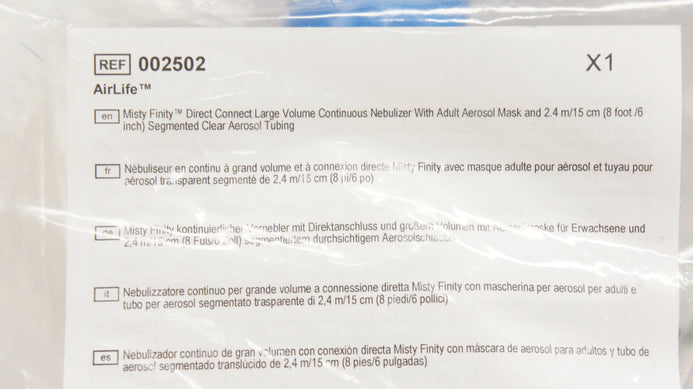 REF 002502
X1
AirLife™
en Misty Finity™ Direct Connect Large Volume Continuous Nebulizer With Adult Aerosol Mask and 2.4 m/15 cm (8 foot /6
inch) Segmented Clear Aerosol Tubing
fr Nébuliseur en continu à grand volume et à connexion directe Misty Finity avec masque adulte pour aérosol et tuyau pour
aérosol transparent segmenté de 2,4 m/15 cm (8 pi/6 po)
de Misty Finity kontinuierlicher Vernebler mit Direktanschluss und großem Volumen mit Aerosolmaske für Erwachsene und
2,4 m/15 cm (8 Fuß/6 Zoll) segmentiertem durchsichtigem Aerosolschlauch
it Nebulizzatore continuo per grande volume a connessione diretta Misty Finity con mascherina per aerosol per adulti e
tubo per aerosol segmentato trasparente di 2,4 m/15 cm (8 piedi/6 pollici)
es Nebulizador continuo de gran volumen con conexión directa Misty Finity con máscara de aerosol para adultos y tubo de
aerosol segmentado translúcido de 2,4 m/15 cm (8 pies/6 pulgadas)